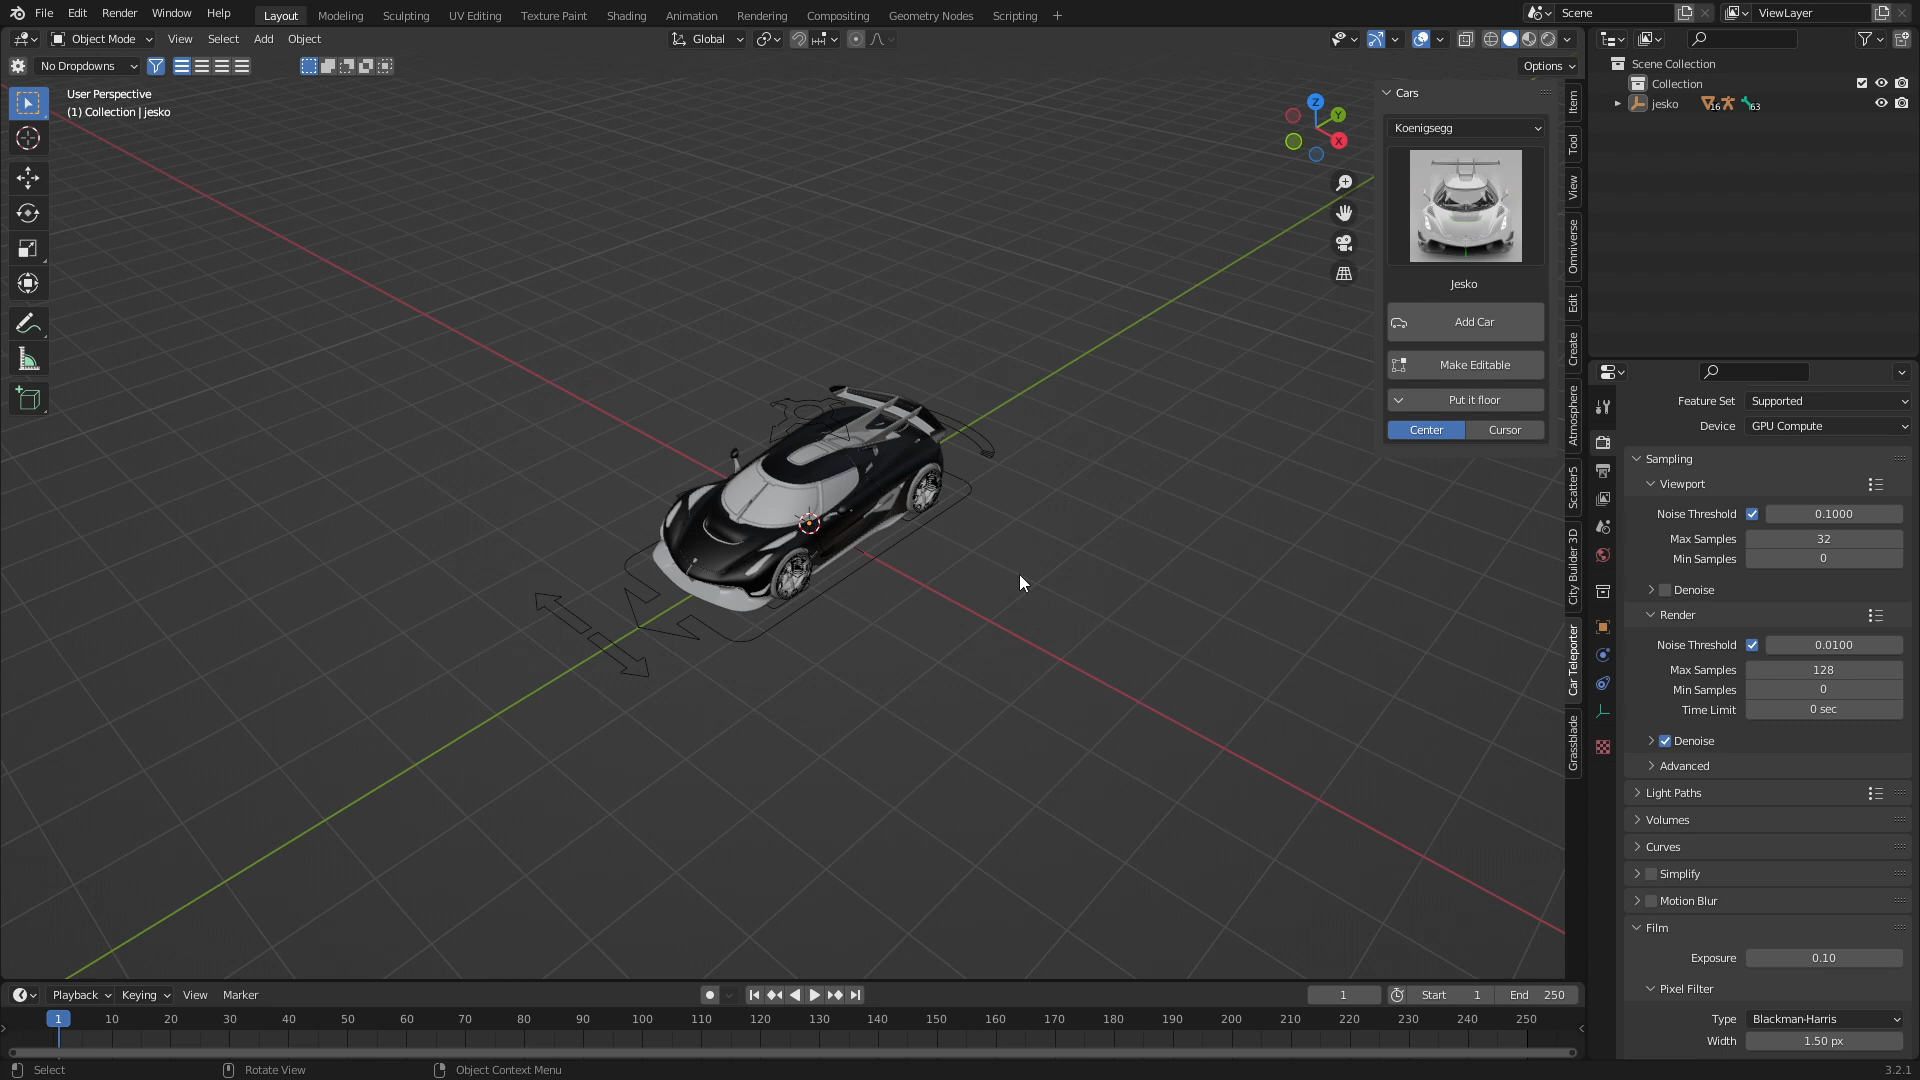 File Edit Render Window Help
Layout Modeling Sculpting UV Editing Texture Paint Shading Animation Rendering Compositing Geometry Nodes Scripting +
Scene
ViewLayer
Object Mode View Select Add Object
Global
No Dropdowns
Options
User Perspective
(1) Collection | jesko
Z
Y
X
Cars
Koenigsegg
Jesko
Add Car
Make Editable
Put it floor
Center Cursor
Item
Tool
View
Omniverse
Edit
Create
Atmosphere
Scatter5
City Builder 3D
Car Teleporter
Grassblade
Scene Collection
Collection
jesko 16 63
Feature Set Supported
Device GPU Compute
Sampling
Viewport
Noise Threshold 0.1000
Max Samples 32
Min Samples 0
Denoise
Render
Noise Threshold 0.0100
Max Samples 128
Min Samples 0
Time Limit 0 sec
Denoise
Advanced
Light Paths
Volumes
Curves
Simplify
Motion Blur
Film
Exposure 0.10
Pixel Filter
Type Blackman-Harris
Width 1.50 px
Playback Keying View Marker
1 Start 1 End 250
1 10 20 30 40 50 60 70 80 90 100 110 120 130 140 150 160 170 180 190 200 210 220 230 240 250
Select Rotate View Object Context Menu
3.2.1